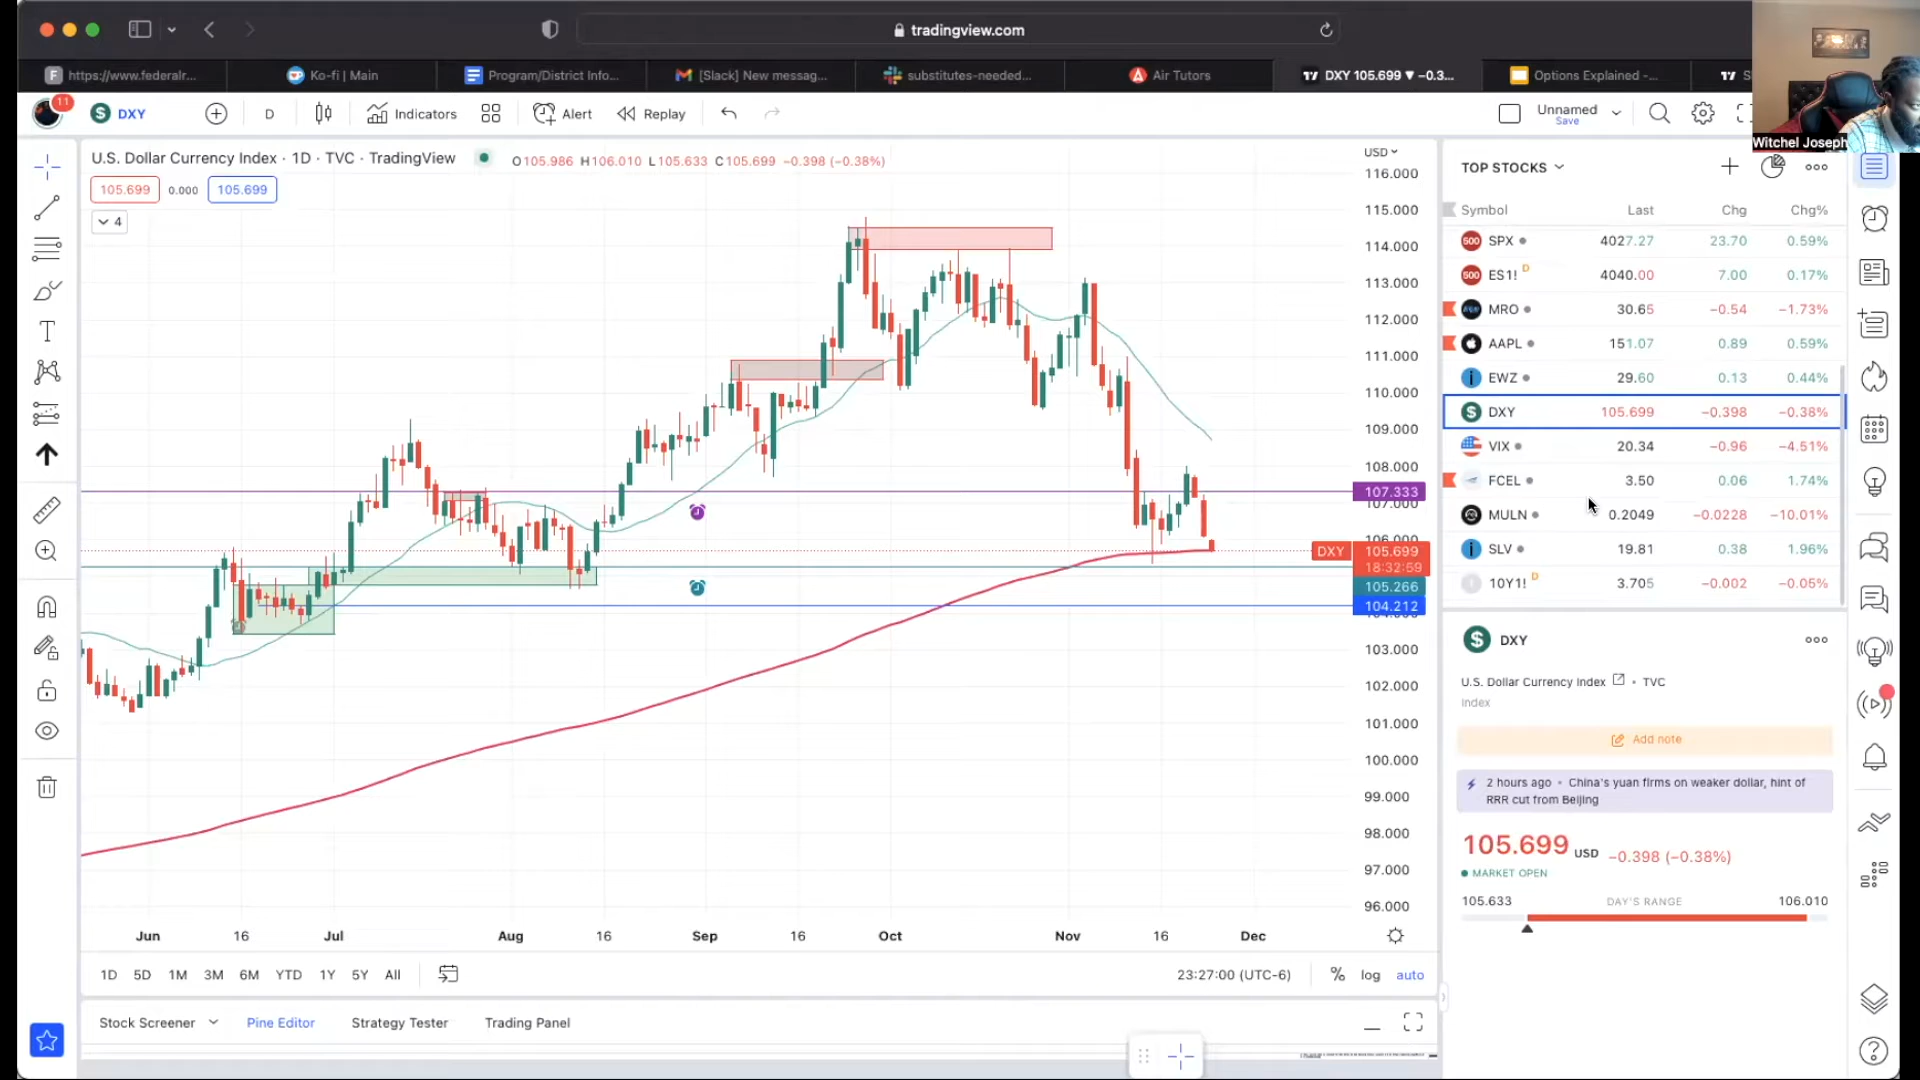 tradingview.com
https://www.federalr...
Ko-fi | Main
Program/District Info...
[Slack] New messag...
substitutes-needed...
Air Tutors
DXY 105.699 ▼ −0.3...
Options Explained -...
11
DXY
D
Indicators
Alert
Replay
Unnamed
Save
Witchel Joseph
U.S. Dollar Currency Index · 1D · TVC · TradingView
O105.986 H106.010 L105.633 C105.699 −0.398 (−0.38%)
105.699 0.000 105.699
4
USD
116.000
115.000
114.000
113.000
112.000
111.000
110.000
109.000
108.000
107.333
107.000
106.000
DXY 105.699
18:32:59
105.266
104.212
103.000
102.000
101.000
100.000
99.000
98.000
97.000
96.000
Jun 16 Jul Aug 16 Sep 16 Oct Nov 16 Dec
1D 5D 1M 3M 6M YTD 1Y 5Y All
23:27:00 (UTC-6) % log auto
Stock Screener Pine Editor Strategy Tester Trading Panel
TOP STOCKS
Symbol Last Chg Chg%
500 SPX 4027.27 23.70 0.59%
500 ES1! D 4040.00 7.00 0.17%
MRO 30.65 −0.54 −1.73%
AAPL 151.07 0.89 0.59%
EWZ 29.60 0.13 0.44%
DXY 105.699 −0.398 −0.38%
VIX 20.34 −0.96 −4.51%
FCEL 3.50 0.06 1.74%
MULN 0.2049 −0.0228 −10.01%
SLV 19.81 0.38 1.96%
10Y1! D 3.705 −0.002 −0.05%
DXY
U.S. Dollar Currency Index • TVC
Index
Add note
2 hours ago • China's yuan firms on weaker dollar, hint of
RRR cut from Beijing
105.699 USD −0.398 (−0.38%)
MARKET OPEN
105.633 DAY'S RANGE 106.010